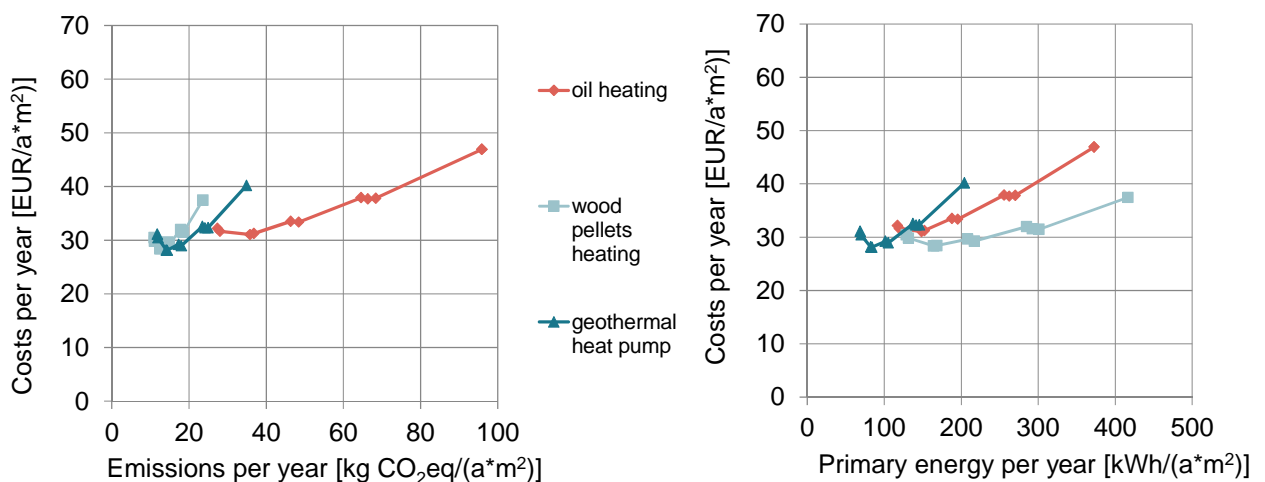 Costs per year [EUR/a*m²)]
70
60
50
40
30
20
10
0
0 20 40 60 80 100
Emissions per year [kg CO₂eq/(a*m²)]
oil heating
wood
pellets
heating
geothermal
heat pump
Costs per year [EUR/a*m²)]
70
60
50
40
30
20
10
0
0 100 200 300 400 500
Primary energy per year [kWh/(a*m²)]